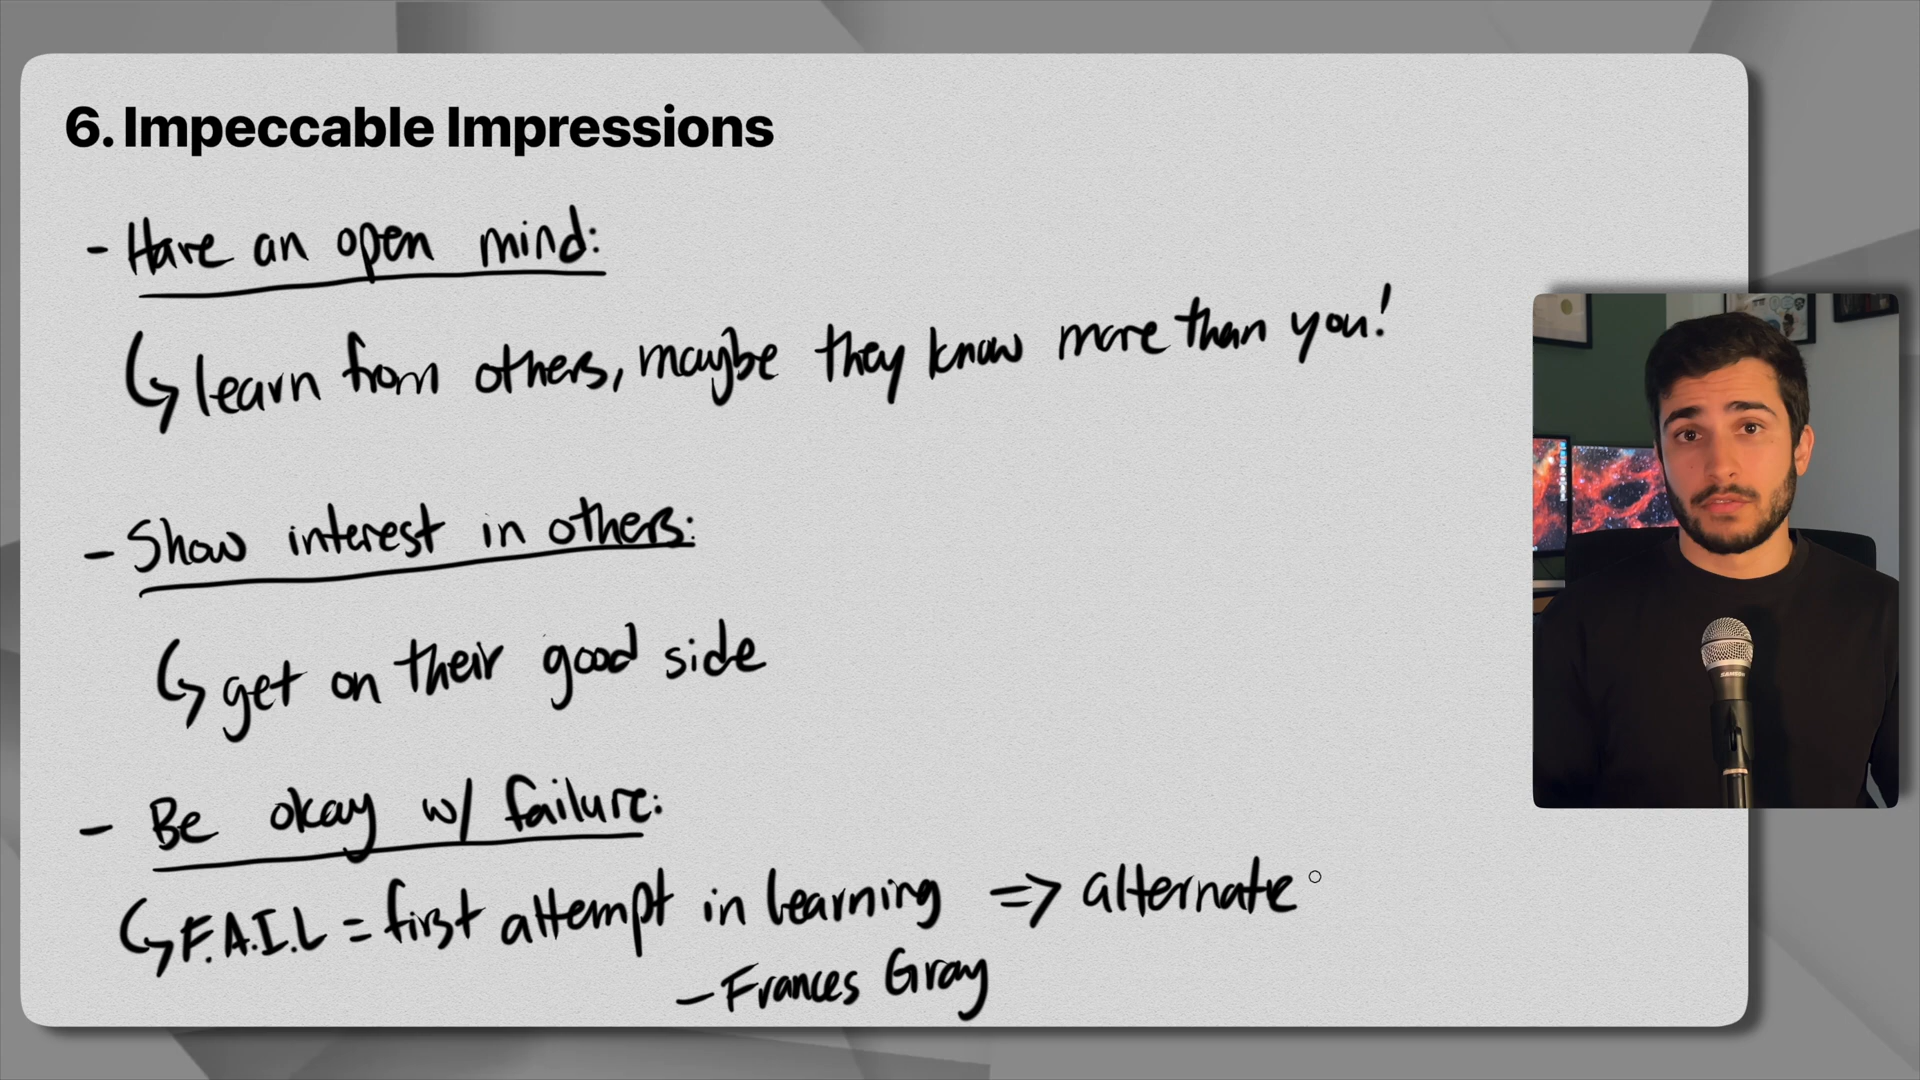 6. Impeccable Impressions
- Have an open mind:
↳ learn from others, maybe they know more than you!
- Show interest in others:
↳ get on their good side
- Be okay w/ failure:
↳ F.A.I.L = first attempt in learning => alternate
- Frances Gray
SAMSON